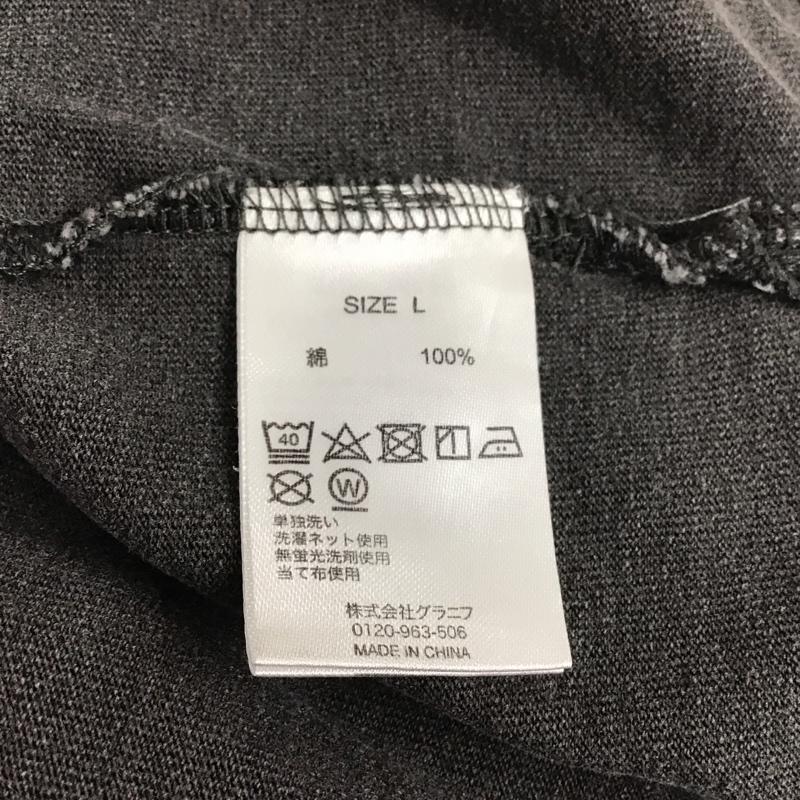 SIZE L
綿 100%
40
W
単独洗い
洗濯ネット使用
無蛍光洗剤使用
当て布使用
株式会社グラニフ
0120-963-506
MADE IN CHINA